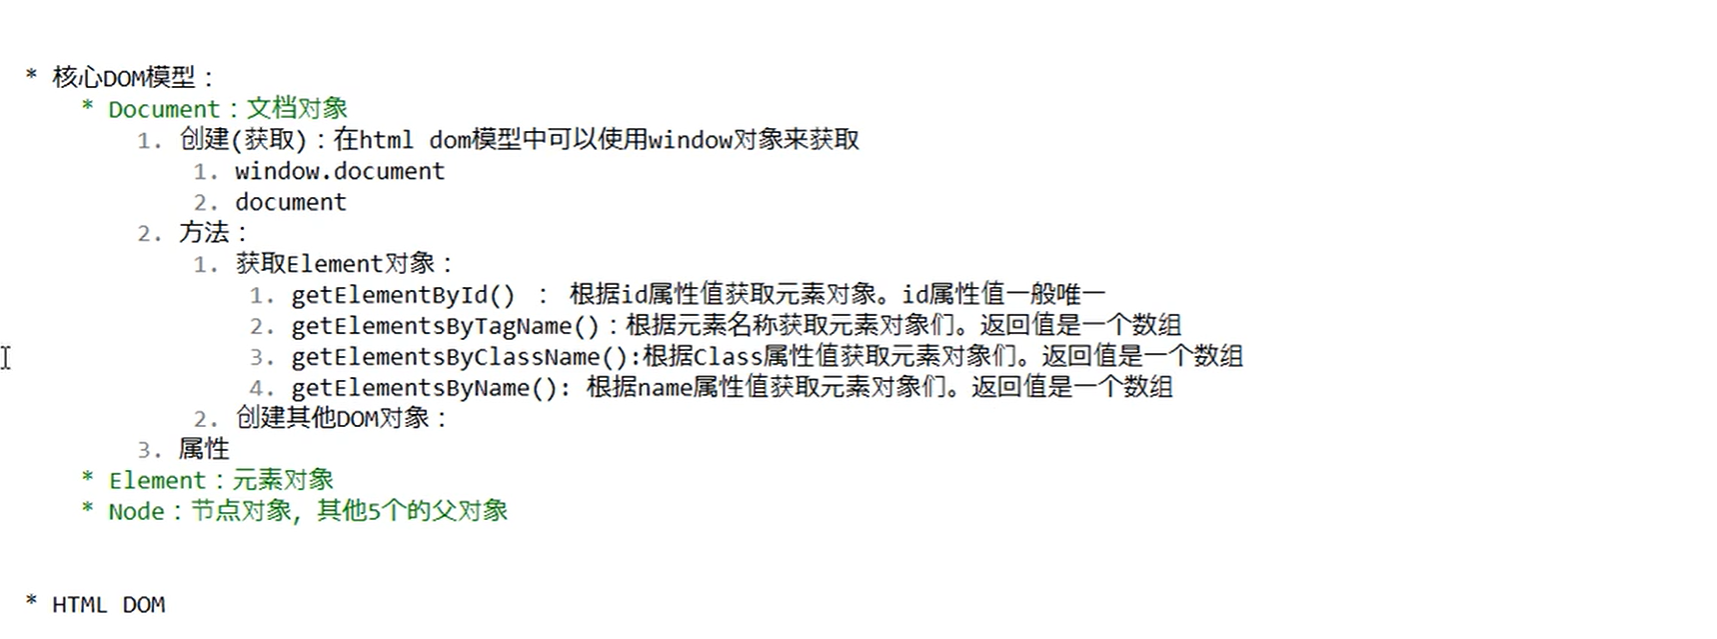 * 核心DOM模型：
* Document：文档对象
1. 创建(获取)：在html dom模型中可以使用window对象来获取
1. window.document
2. document
2. 方法：
1. 获取Element对象：
1. getElementById() ： 根据id属性值获取元素对象。id属性值一般唯一
2. getElementsByTagName()：根据元素名称获取元素对象们。返回值是一个数组
3. getElementsByClassName():根据Class属性值获取元素对象们。返回值是一个数组
4. getElementsByName(): 根据name属性值获取元素对象们。返回值是一个数组
2. 创建其他DOM对象：
3. 属性
* Element：元素对象
* Node：节点对象，其他5个的父对象
* HTML DOM